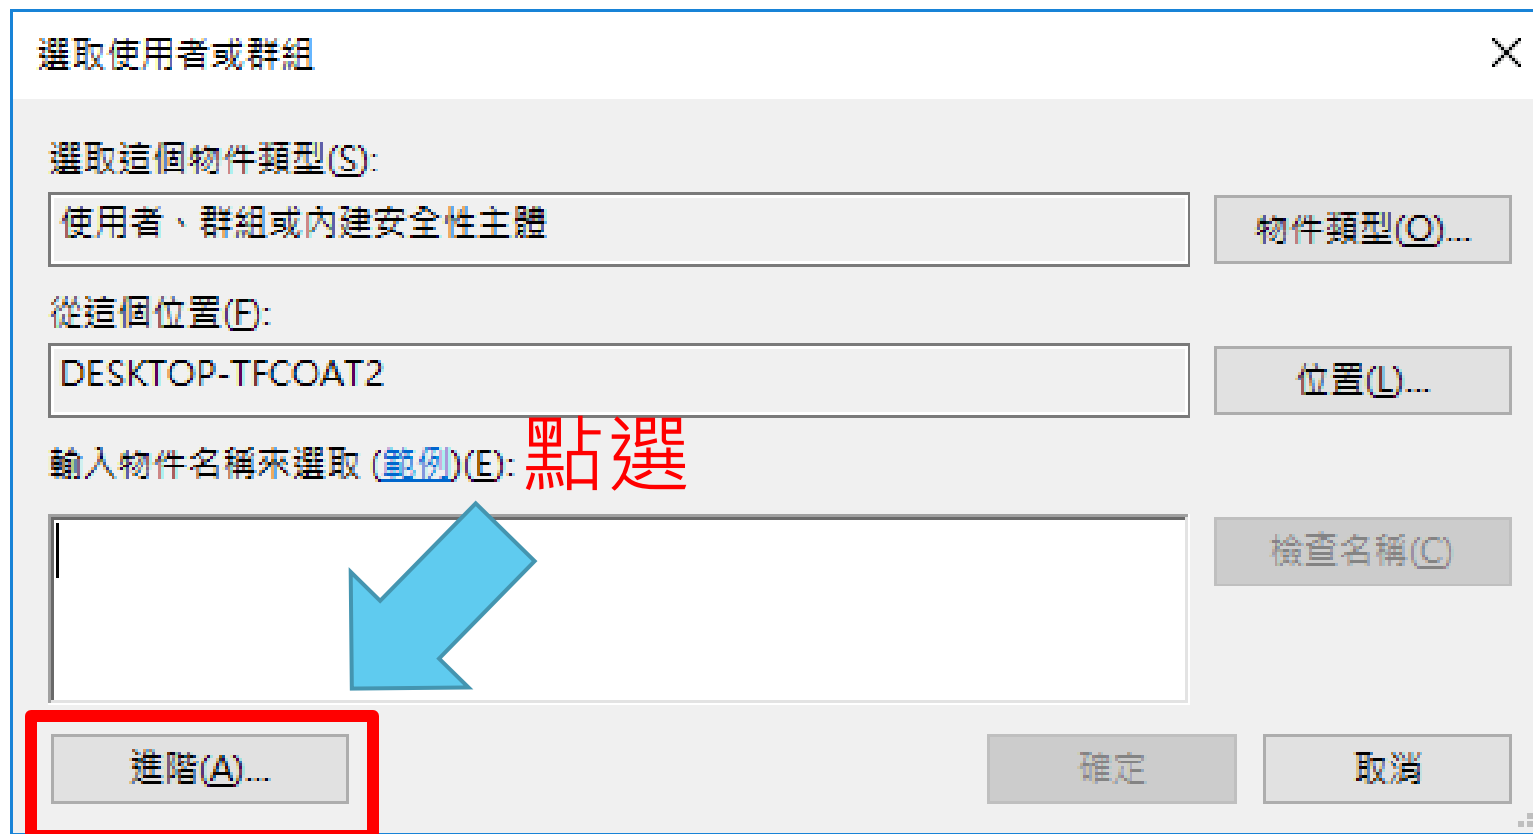 選取使用者或群組
選取這個物件類型(S):
使用者、群組或內建安全性主體
物件類型(O)...
從這個位置(F):
DESKTOP-TFCOAT2
位置(L)...
輸入物件名稱來選取 (範例)(E):
點選
檢查名稱(C)
進階(A)...
確定
取消